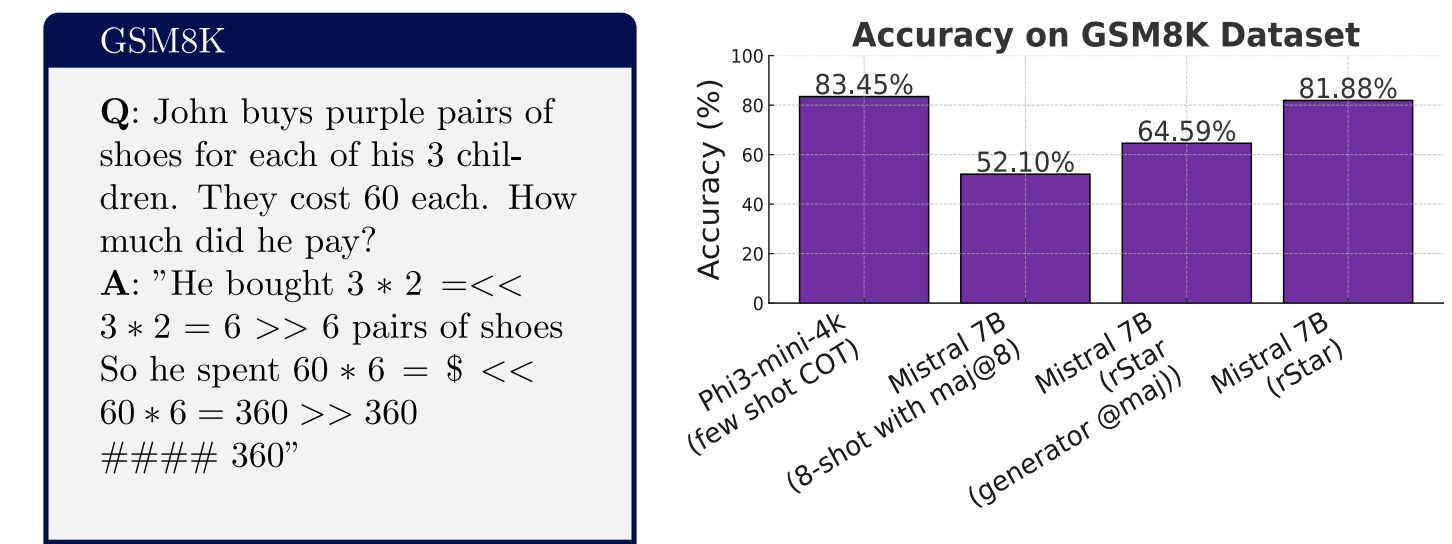 GSM8K
Q: John buys purple pairs of
shoes for each of his 3 chil-
dren. They cost 60 each. How
much did he pay?
A: ”He bought 3 ∗ 2 =<<
3 ∗ 2 = 6 >> 6 pairs of shoes
So he spent 60 ∗ 6 = $ <<
60 ∗ 6 = 360 >> 360
#### 360”
Accuracy on GSM8K Dataset
Accuracy (%)
100
80
60
40
20
0
83.45%
52.10%
64.59%
81.88%
Phi3-mini-4k
(few shot COT)
Mistral 7B
(8-shot with maj@8)
Mistral 7B
(rStar
(generator @maj))
Mistral 7B
(rStar)